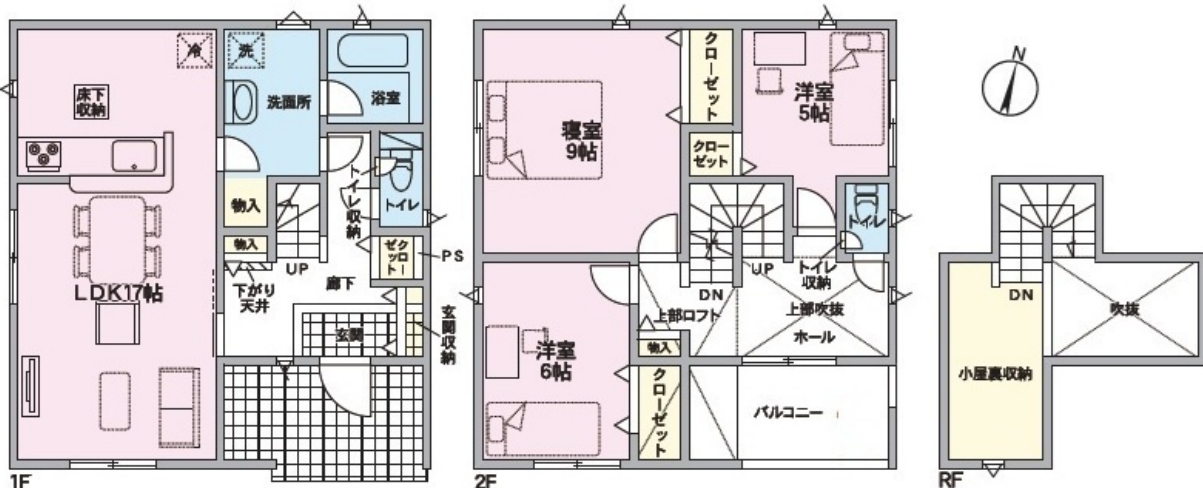 冷
洗
床下
収納
洗面所
浴室
物入
トイレ収納
トイレ
物入
クローゼット
PS
UP
廊下
LDK17帖
下がり
天井
玄関
玄関収納
1F
クローゼット
寝室
9帖
クロー
ゼット
洋室
5帖
トイレ
UP
トイレ
収納
DN
上部ロフト
上部吹抜
ホール
物入
洋室
6帖
クローゼット
バルコニー
2F
N
DN
吹抜
小屋裏収納
RF